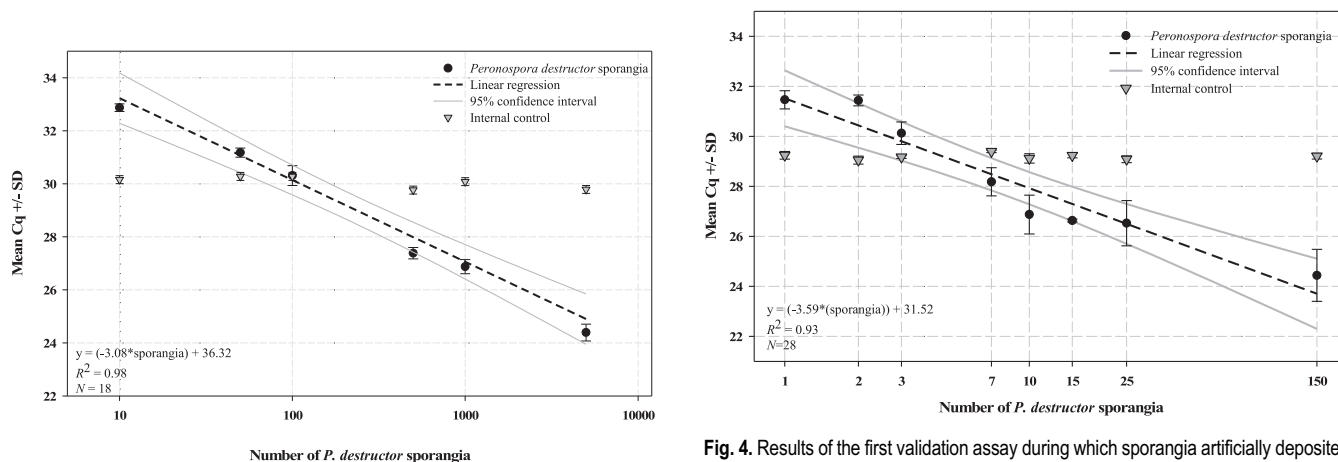 34
32
30
28
26
24
22
Mean Cq +/- SD
Peronospora destructor sporangia
Linear regression
95% confidence interval
Internal control
y = (-3.08*sporangia) + 36.32
R² = 0.98
N = 18
10 100 1000 10000
Number of P. destructor sporangia
34
32
30
28
26
24
22
Mean Cq +/- SD
Peronospora destructor sporangia
Linear regression
95% confidence interval
Internal control
y = (-3.59*(sporangia)) + 31.52
R² = 0.93
N=28
1 2 3 7 10 15 25 150
Number of P. destructor sporangia
Fig. 4. Results of the first validation assay during which sporangia artificially deposite